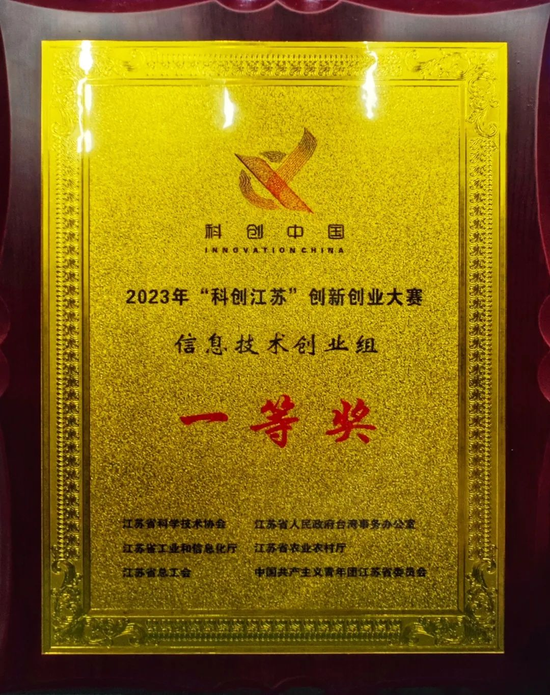 科创中国
INNOVATION CHINA
2023年“科创江苏”创新创业大赛
信息技术创业组
一等奖
江苏省科学技术协会 江苏省人民政府台湾事务办公室
江苏省工业和信息化厅 江苏省农业农村厅
江苏省总工会 中国共产主义青年团江苏省委员会